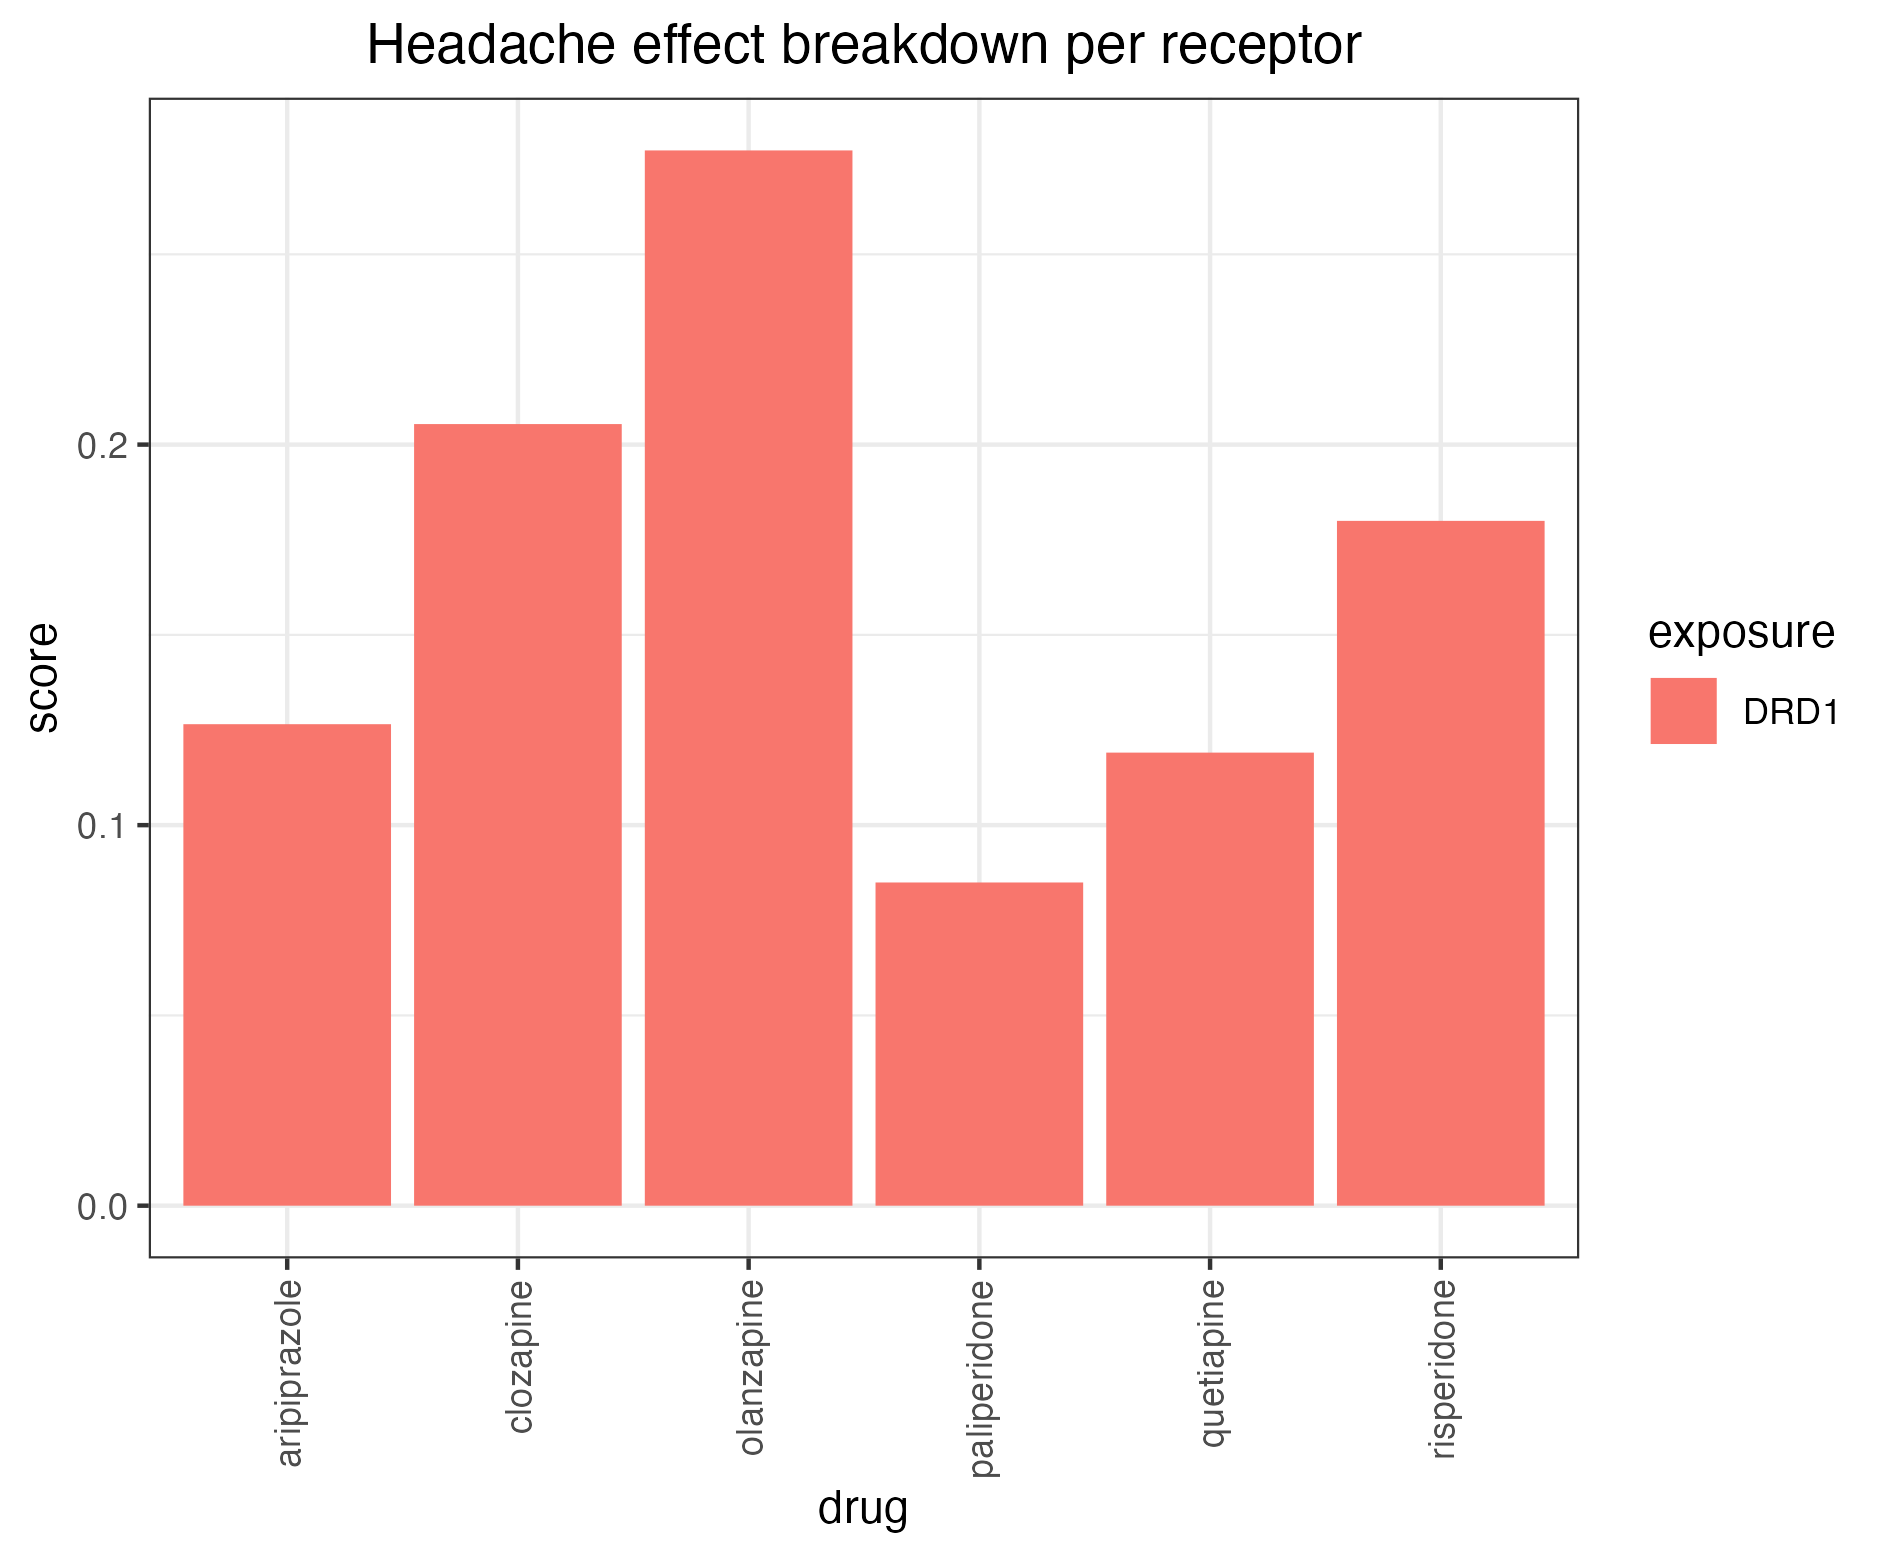 Headache effect breakdown per receptor
score
0.2
0.1
0.0
aripiprazole
clozapine
olanzapine
paliperidone
quetiapine
risperidone
drug
exposure
DRD1